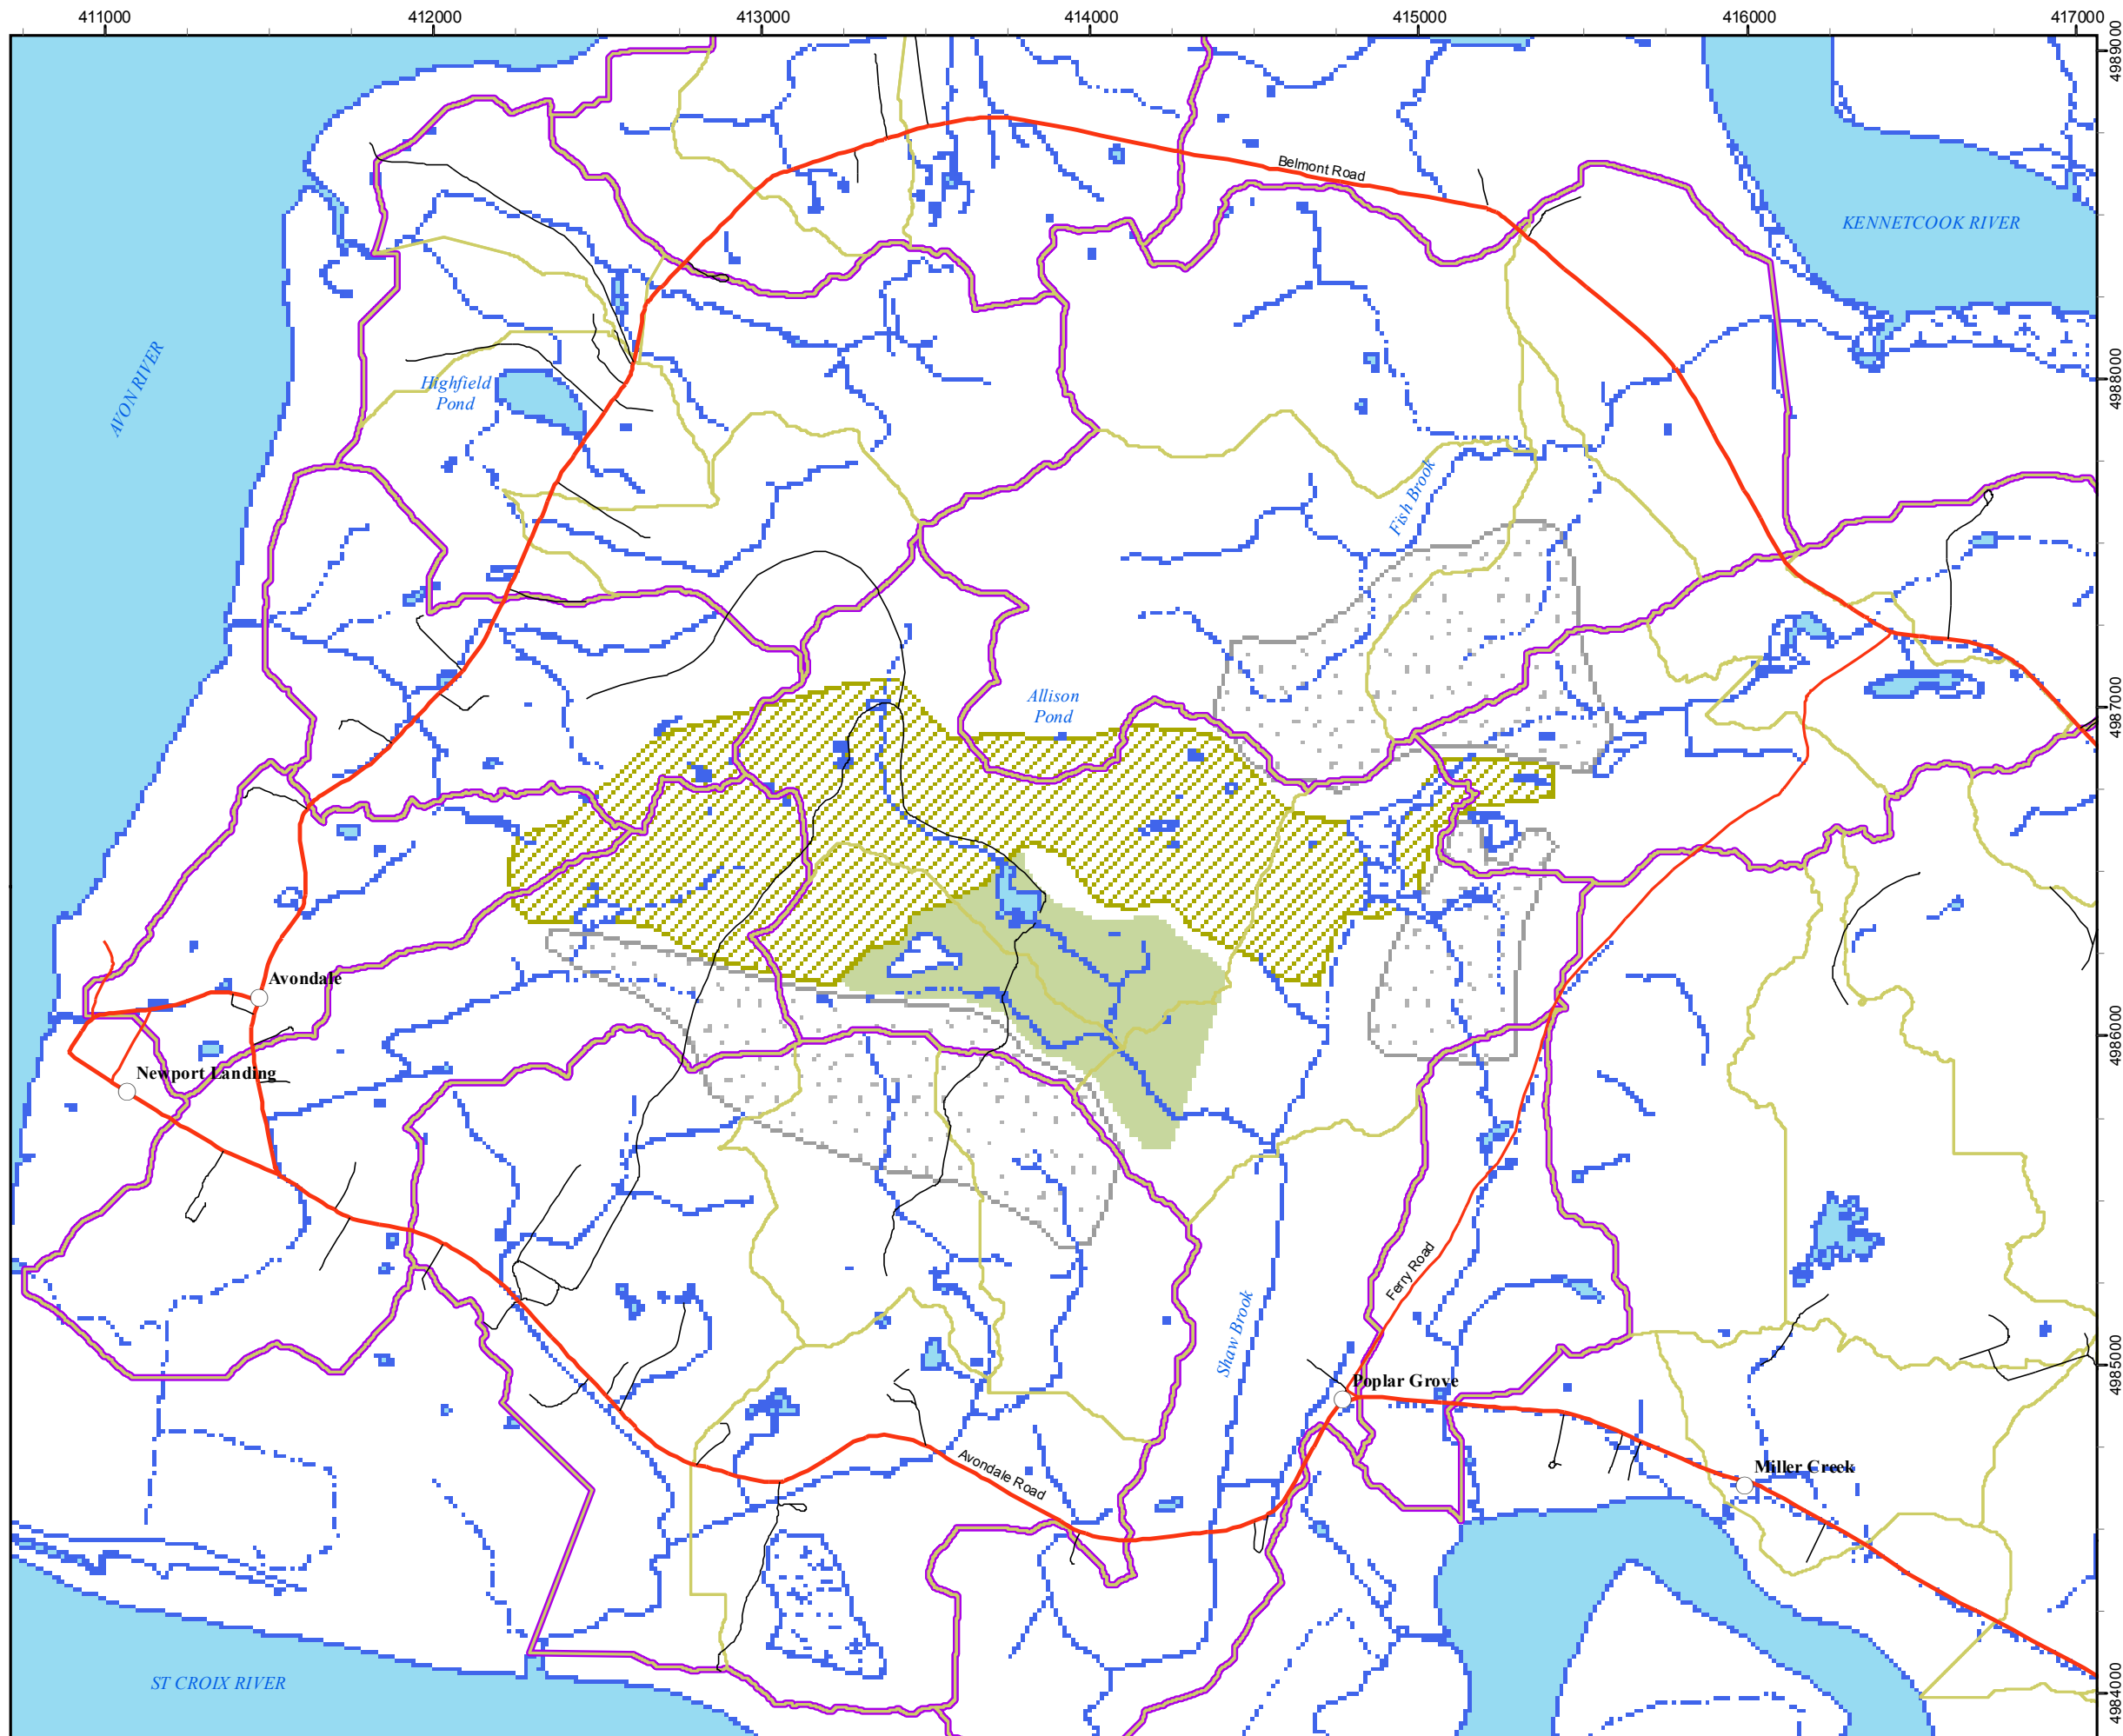 411000 412000 413000 414000 415000 416000 417000
4989000
Belmont Road
KENNETCOOK RIVER
AVON RIVER
4988000
Highfield
Pond
Fish Brook
Allison
Pond
4987000
Avondale
4986000
Newport Landing
Ferry Road
Shaw Brook
4985000
Poplar Grove
Avondale Road
Miller Creek
ST CROIX RIVER
4984000